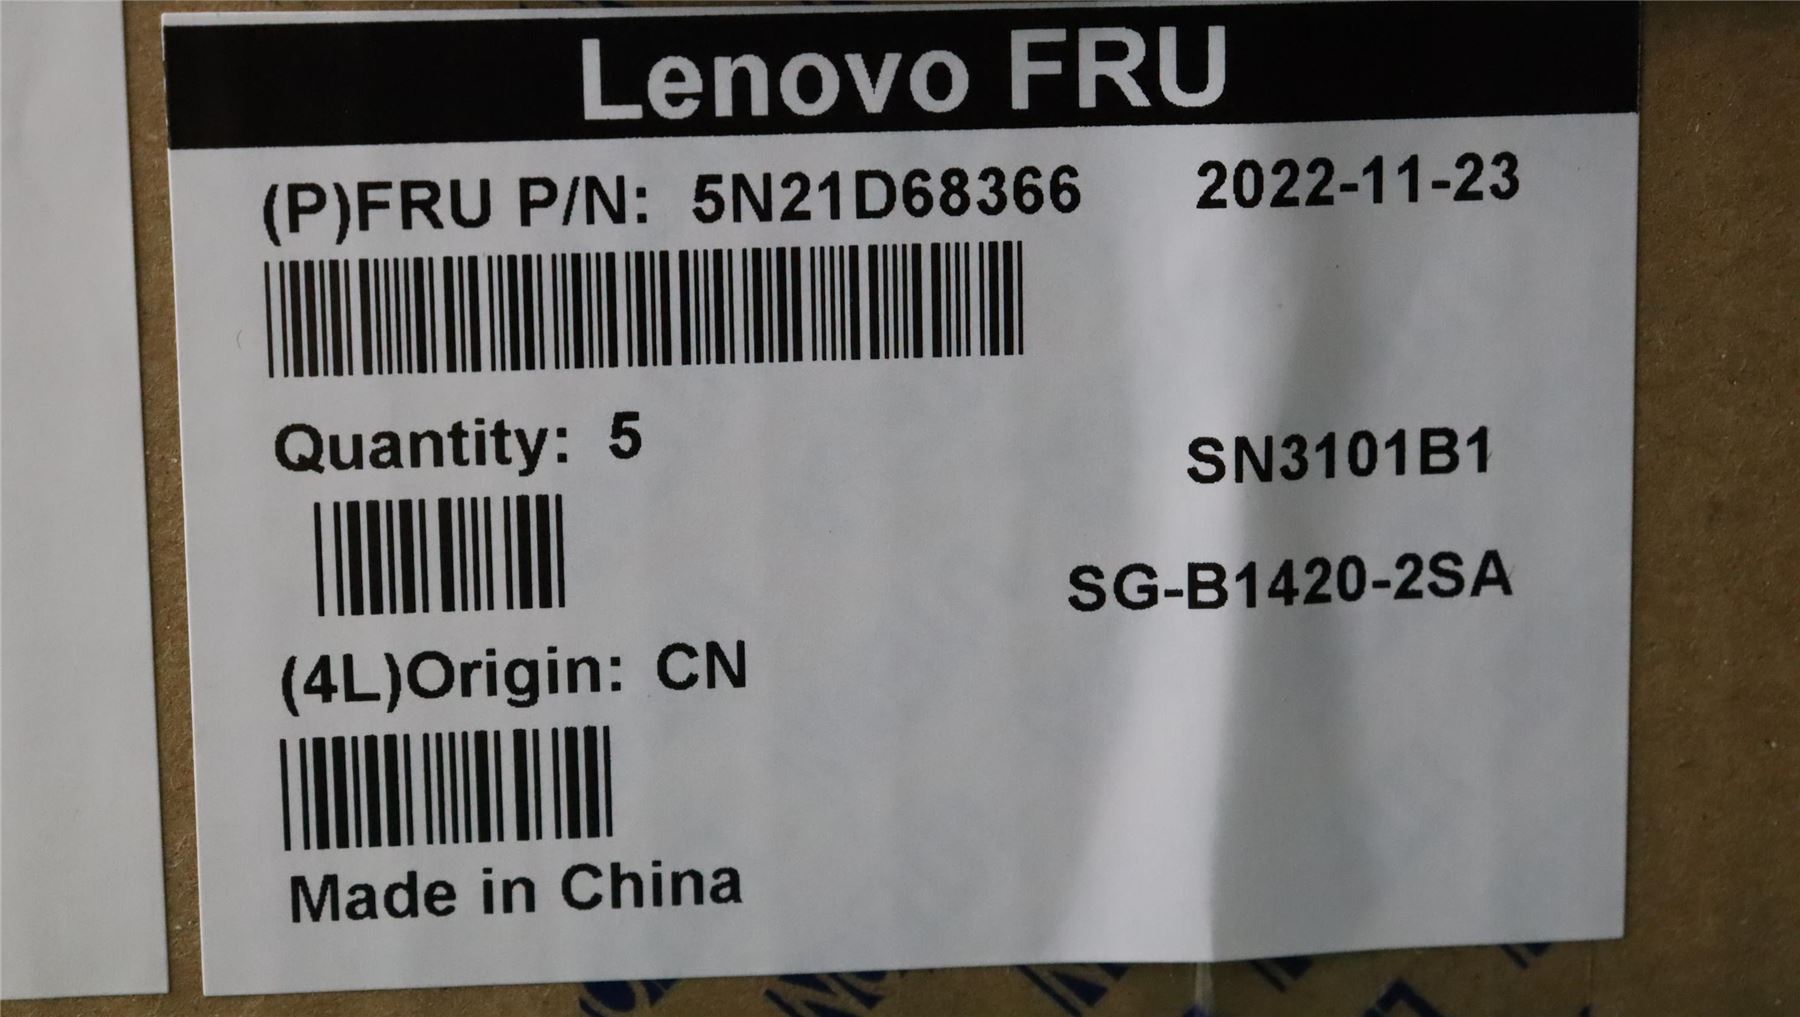 Lenovo FRU
(P)FRU P/N: 5N21D68366 2022-11-23
Quantity: 5
SN3101B1
SG-B1420-2SA
(4L)Origin: CN
Made in China